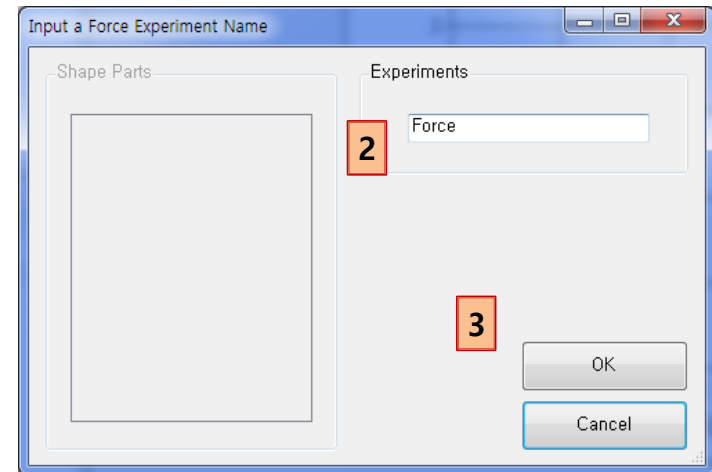 Input a Force Experiment Name
Shape Parts
Experiments
Force
2
3
OK
Cancel